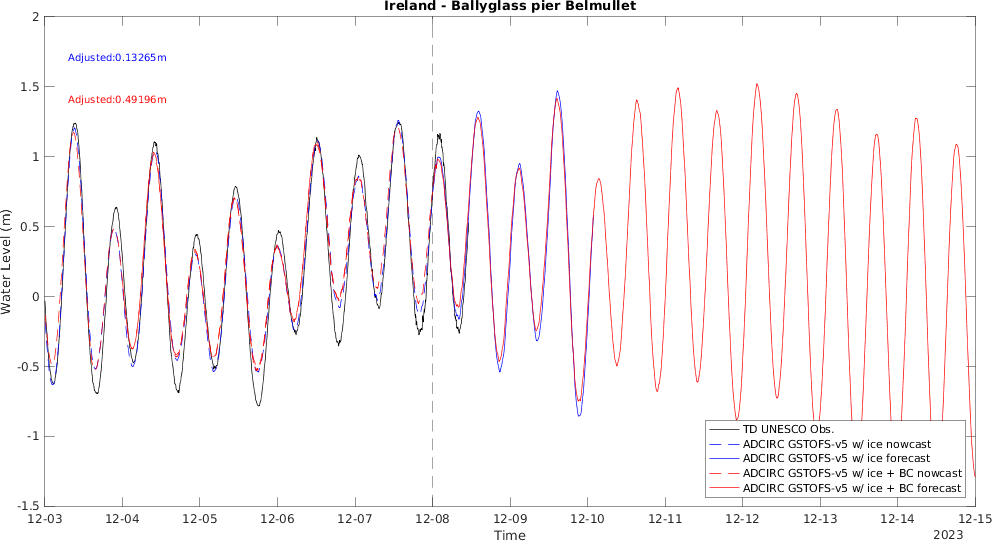 Ireland - Ballyglass pier Belmullet
2
1.5
1
0.5
0
-0.5
-1
-1.5
Water Level (m)
Adjusted:0.13265m
Adjusted:0.49196m
TD UNESCO Obs.
ADCIRC GSTOFS-v5 w/ ice nowcast
ADCIRC GSTOFS-v5 w/ ice forecast
ADCIRC GSTOFS-v5 w/ ice + BC nowcast
ADCIRC GSTOFS-v5 w/ ice + BC forecast
12-03 12-04 12-05 12-06 12-07 12-08 12-09 12-10 12-11 12-12 12-13 12-14 12-15
Time
2023